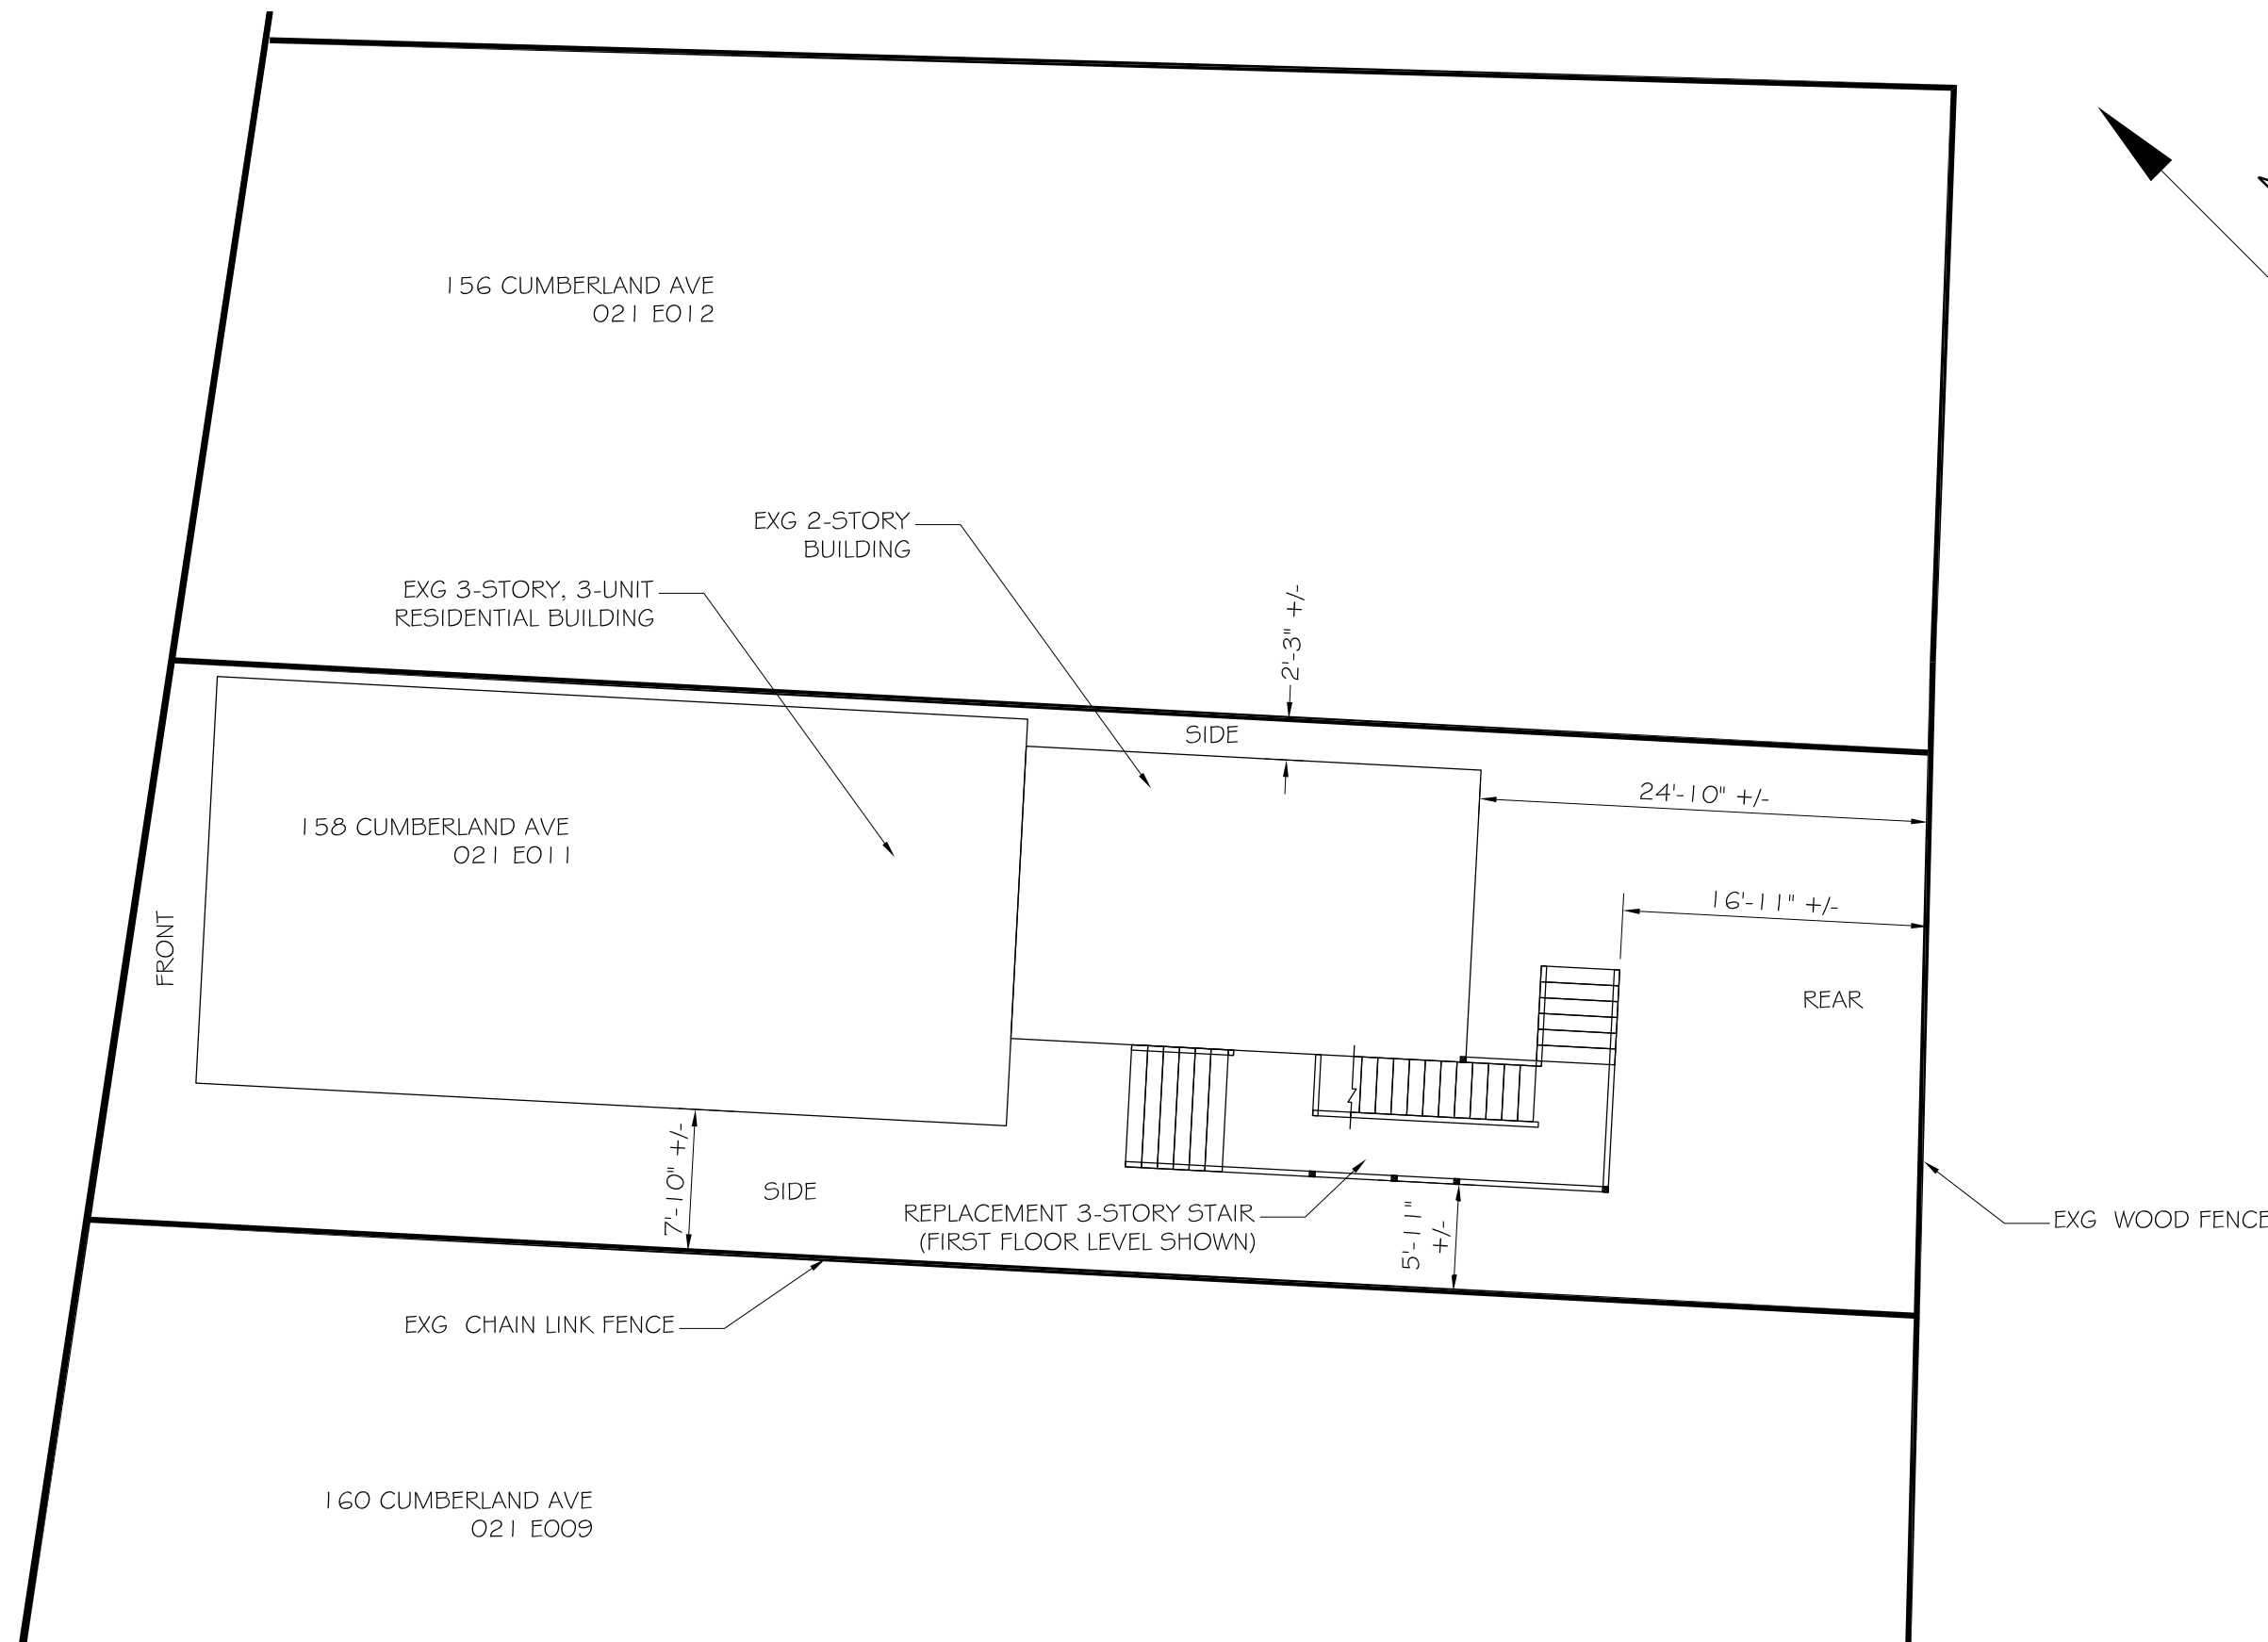 156 CUMBERLAND AVE
021 E012
EXG 2-STORY
BUILDING
EXG 3-STORY, 3-UNIT
RESIDENTIAL BUILDING
2'-3" +/-
SIDE
24'-10" +/-
158 CUMBERLAND AVE
021 E011
16'-11" +/-
FRONT
REAR
7'-10" +/-
SIDE
REPLACEMENT 3-STORY STAIR
(FIRST FLOOR LEVEL SHOWN)
5'-11"
+/-
EXG WOOD FENCE
EXG CHAIN LINK FENCE
160 CUMBERLAND AVE
021 E009